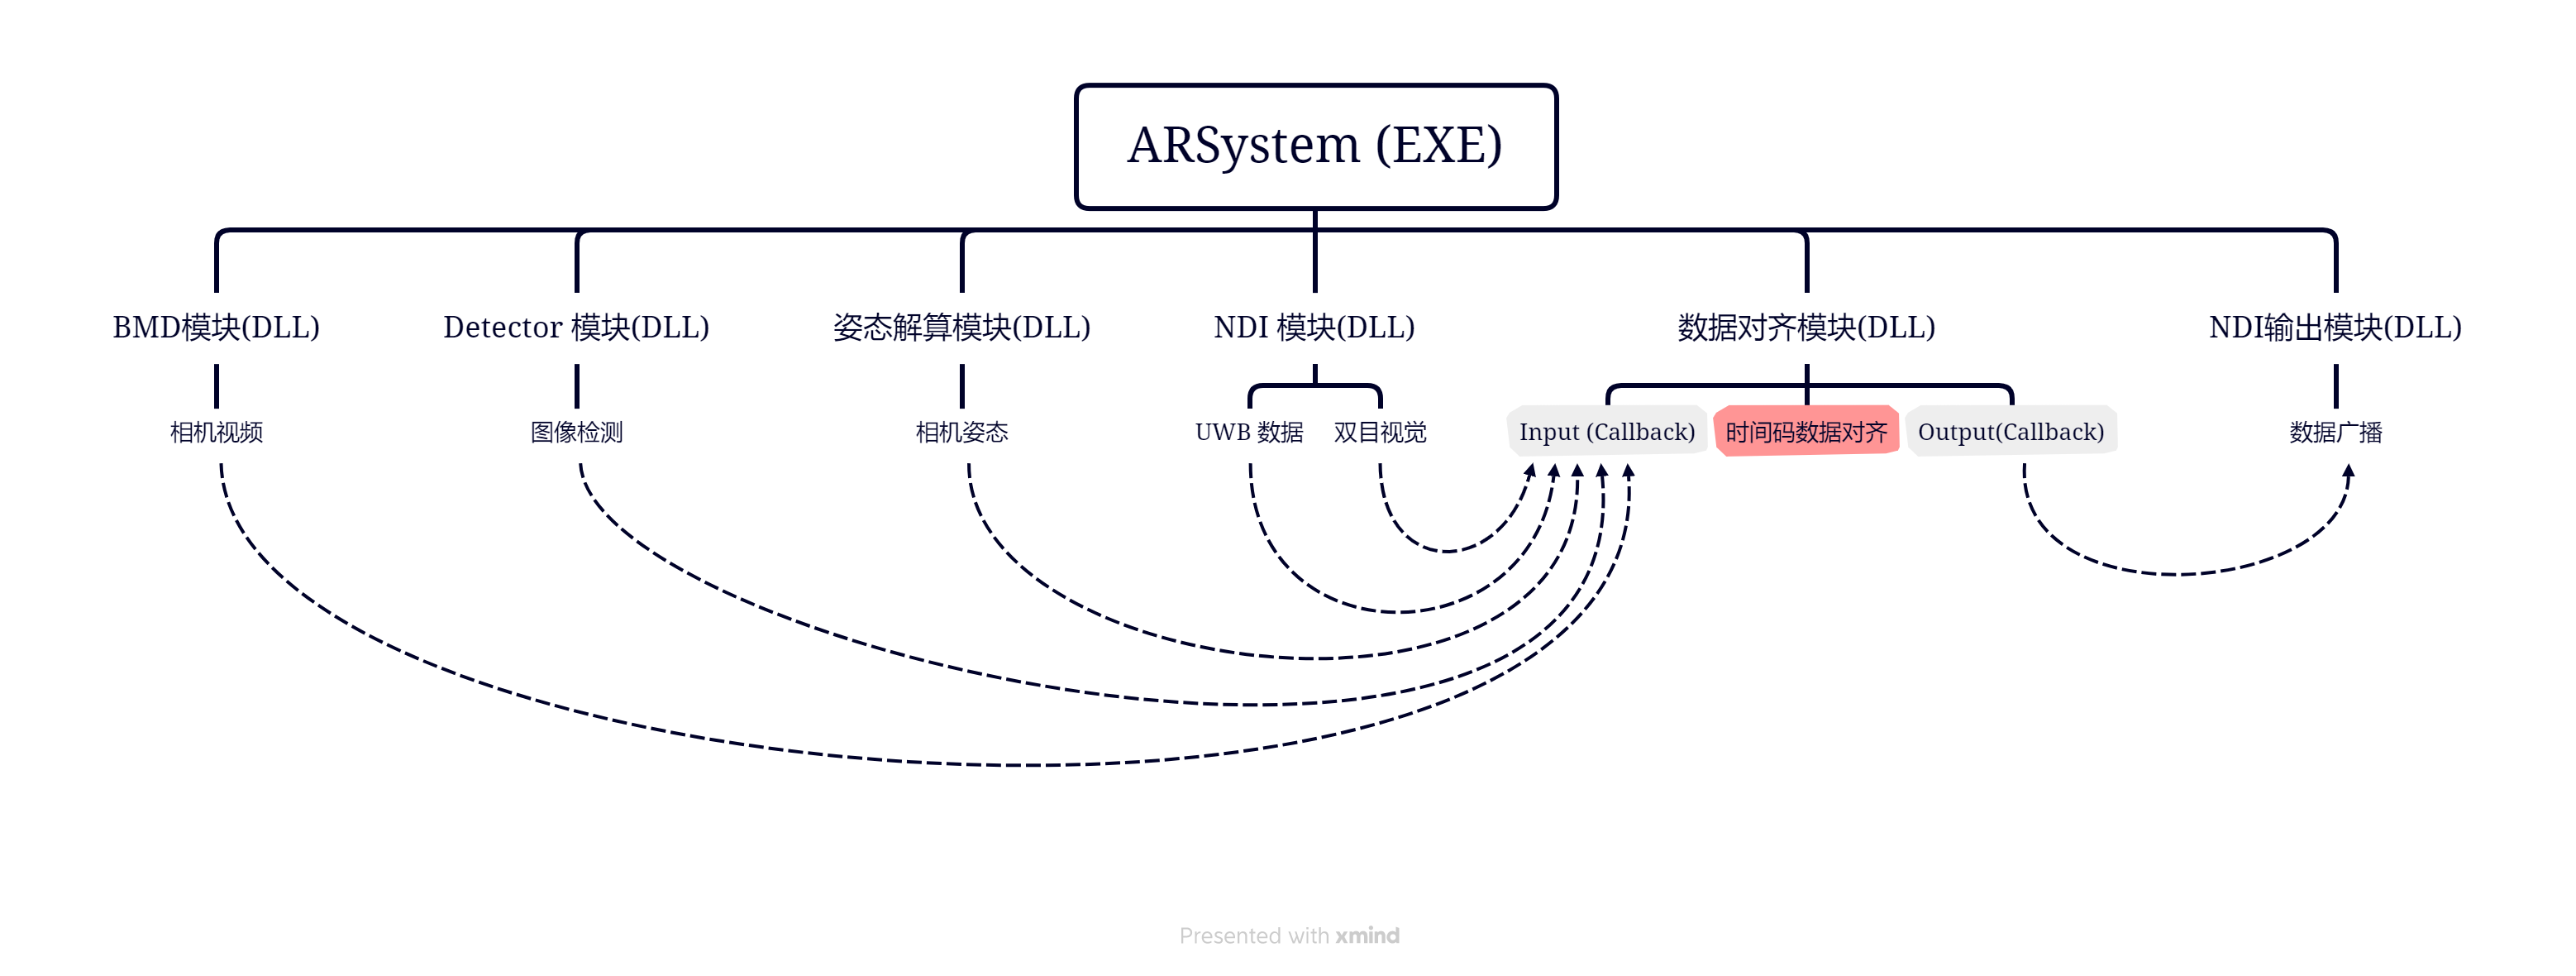 ARSystem (EXE)
BMD模块(DLL)
Detector 模块(DLL)
姿态解算模块(DLL)
NDI 模块(DLL)
数据对齐模块(DLL)
NDI输出模块(DLL)
相机视频
图像检测
相机姿态
UWB 数据
双目视觉
Input (Callback)
时间码数据对齐
Output(Callback)
数据广播
Presented with xmind